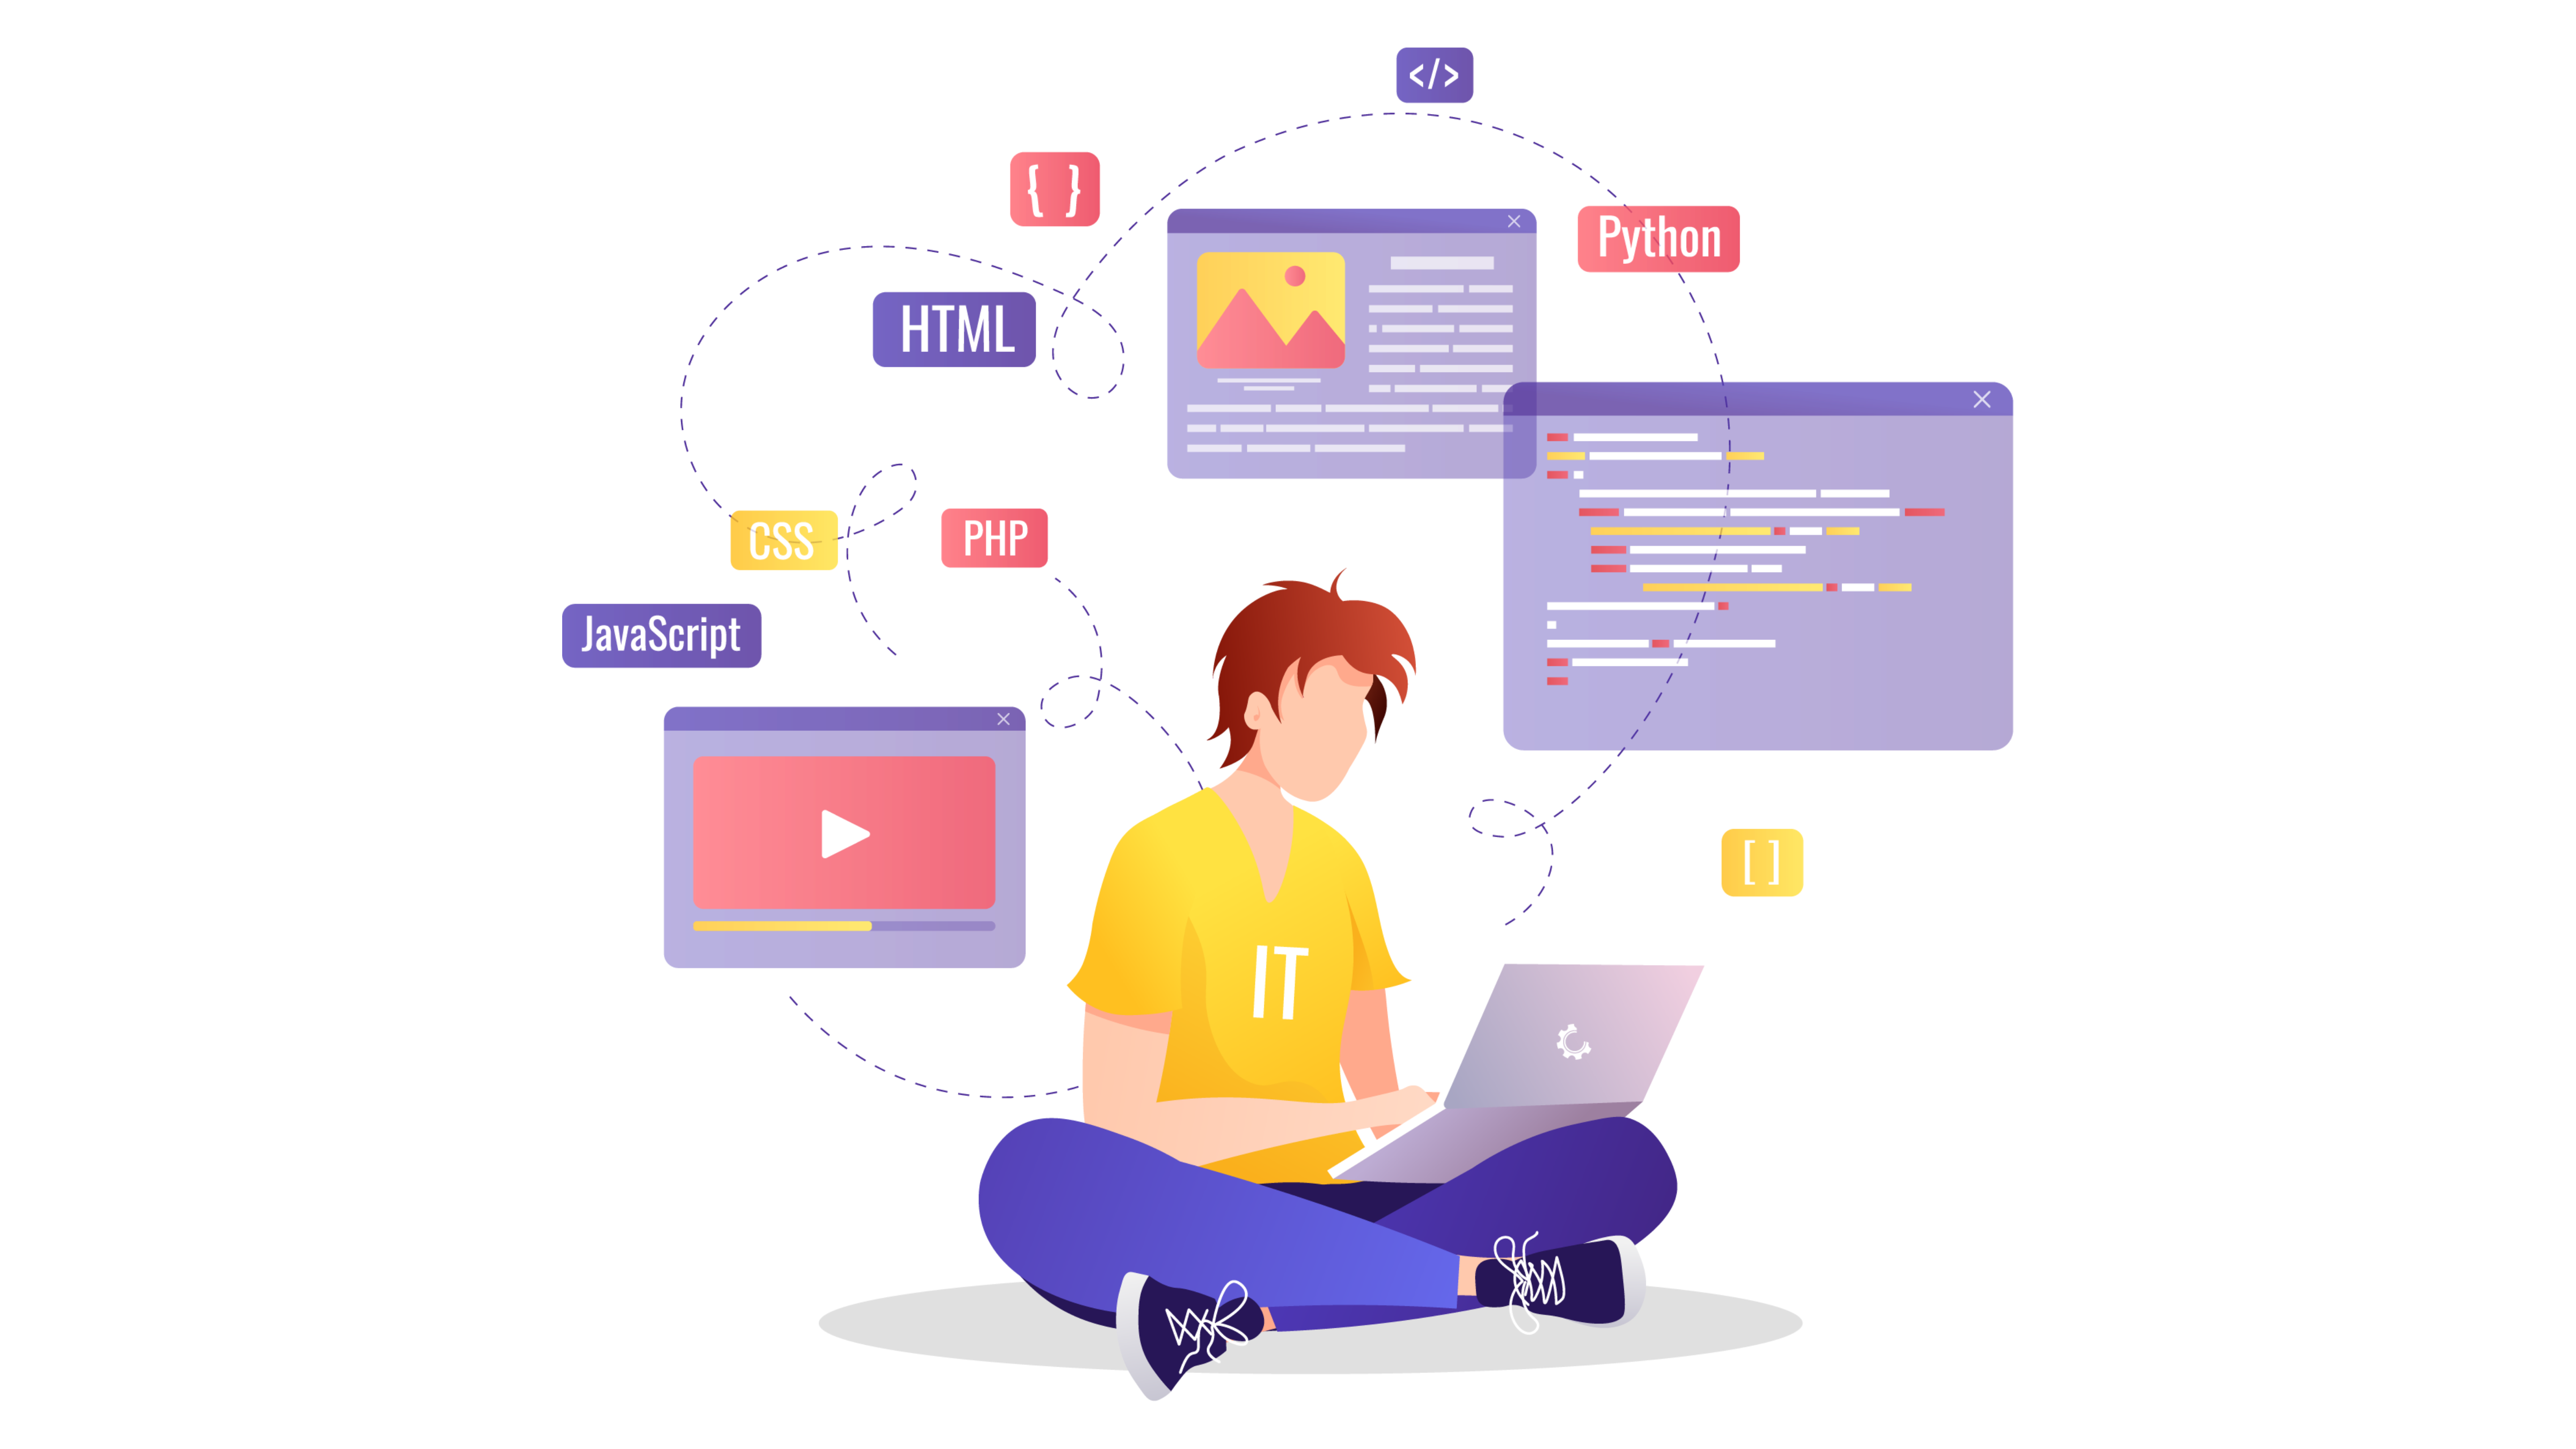 </>
{ }
Python
HTML
CSS
PHP
JavaScript
[ ]
IT